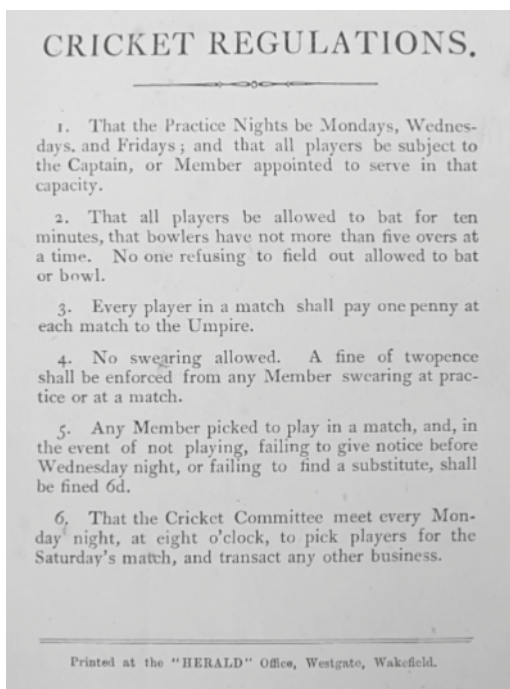 CRICKET REGULATIONS.
1. That the Practice Nights be Mondays, Wednes-
days, and Fridays; and that all players be subject to
the Captain, or Member appointed to serve in that
capacity.
2. That all players be allowed to bat for ten
minutes, that bowlers have not more than five overs at
a time. No one refusing to field out allowed to bat
or bowl.
3. Every player in a match shall pay one penny at
each match to the Umpire.
4. No swearing allowed. A fine of twopence
shall be enforced from any Member swearing at prac-
tice or at a match.
5. Any Member picked to play in a match, and, in
the event of not playing, failing to give notice before
Wednesday night, or failing to find a substitute, shall
be fined 6d.
6. That the Cricket Committee meet every Mon-
day night, at eight o'clock, to pick players for the
Saturday's match, and transact any other business.
Printed at the "HERALD" Office, Westgate, Wakefield.